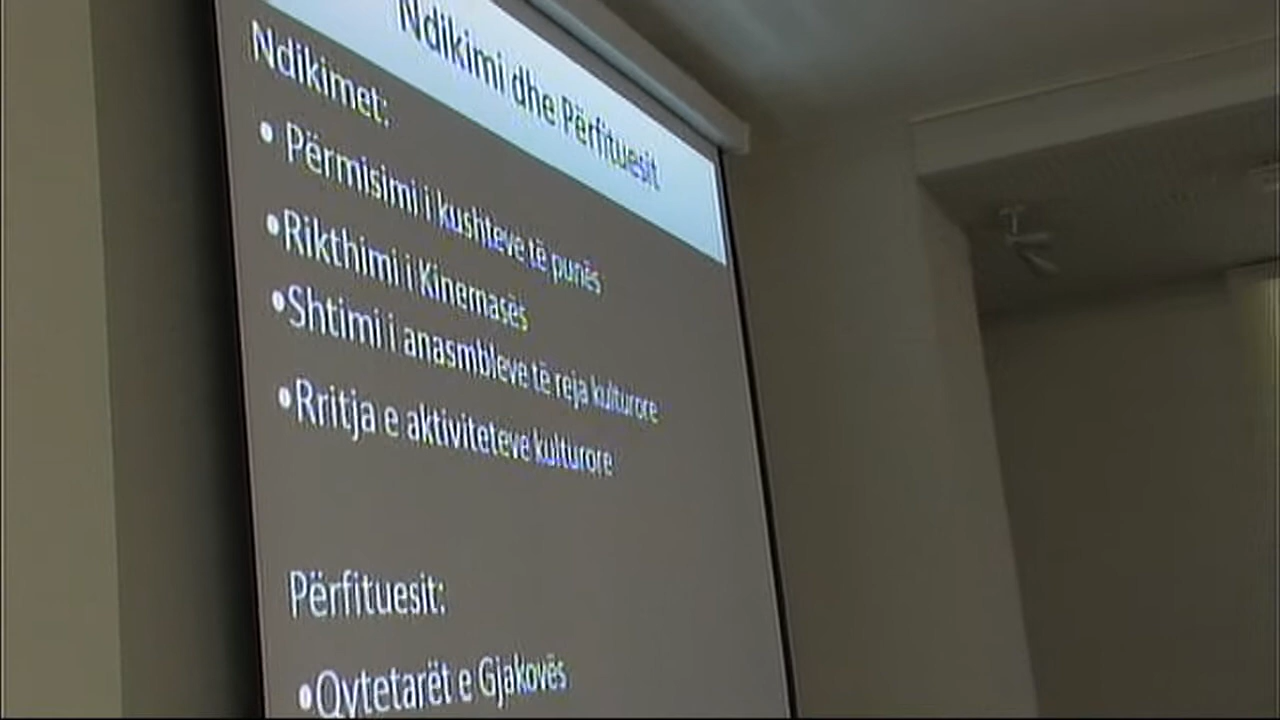 Ndikimi dhe Përfituesit
Ndikimet:
• Përmisimi i kushteve të punës
•Rikthimi i Kinemasës
•Shtimi i anasmbleve të reja kulturore
•Rritja e aktiviteteve kulturore
Përfituesit:
•Qytetarët e Gjakovës